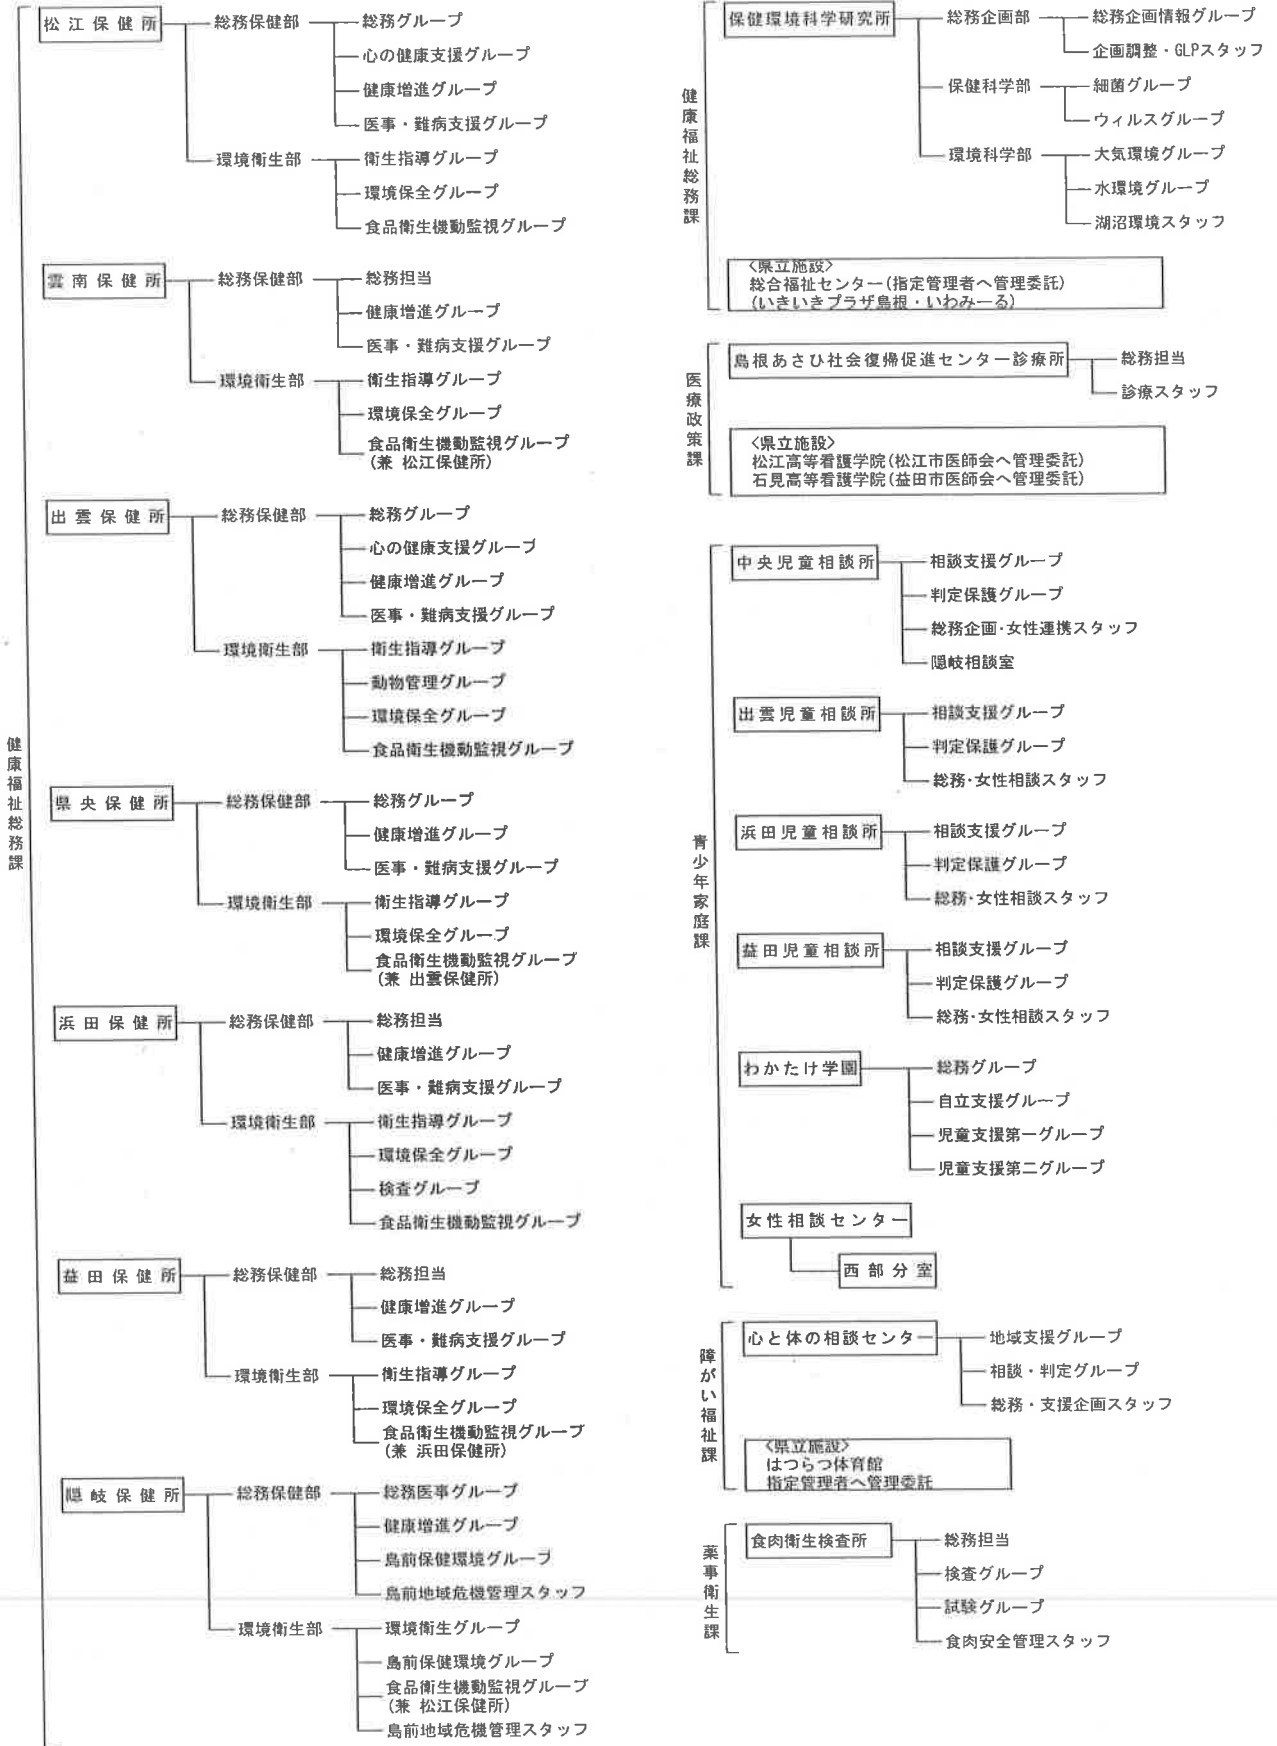 健康福祉総務課
松江保健所
総務保健部
総務グループ
心の健康支援グループ
健康増進グループ
医事・難病支援グループ
環境衛生部
衛生指導グループ
環境保全グループ
食品衛生機動監視グループ
雲南保健所
総務保健部
総務担当
健康増進グループ
医事・難病支援グループ
環境衛生部
衛生指導グループ
環境保全グループ
食品衛生機動監視グループ
(兼 松江保健所)
出雲保健所
総務保健部
総務グループ
心の健康支援グループ
健康増進グループ
医事・難病支援グループ
環境衛生部
衛生指導グループ
動物管理グループ
環境保全グループ
食品衛生機動監視グループ
県央保健所
総務保健部
総務グループ
健康増進グループ
医事・難病支援グループ
環境衛生部
衛生指導グループ
環境保全グループ
食品衛生機動監視グループ
(兼 出雲保健所)
浜田保健所
総務保健部
総務担当
健康増進グループ
医事・難病支援グループ
環境衛生部
衛生指導グループ
環境保全グループ
検査グループ
食品衛生機動監視グループ
益田保健所
総務保健部
総務担当
健康増進グループ
医事・難病支援グループ
環境衛生部
衛生指導グループ
環境保全グループ
食品衛生機動監視グループ
(兼 浜田保健所)
隠岐保健所
総務保健部
総務医事グループ
健康増進グループ
島前保健環境グループ
島前地域危機管理スタッフ
環境衛生部
環境衛生グループ
島前保健環境グループ
食品衛生機動監視グループ
(兼 松江保健所)
島前地域危機管理スタッフ
健康福祉総務課
保健環境科学研究所
総務企画部
総務企画情報グループ
企画調整・GLPスタッフ
保健科学部
細菌グループ
ウィルスグループ
環境科学部
大気環境グループ
水環境グループ
湖沼環境スタッフ
<県立施設>
総合福祉センター(指定管理者へ管理委託)
(いきいきプラザ島根・いわみーる)
医療政策課
島根あさひ社会復帰促進センター診療所
総務担当
診療スタッフ
<県立施設>
松江高等看護学院(松江市医師会へ管理委託)
石見高等看護学院(益田市医師会へ管理委託)
青少年家庭課
中央児童相談所
相談支援グループ
判定保護グループ
総務企画・女性連携スタッフ
隠岐相談室
出雲児童相談所
相談支援グループ
判定保護グループ
総務・女性相談スタッフ
浜田児童相談所
相談支援グループ
判定保護グループ
総務・女性相談スタッフ
益田児童相談所
相談支援グループ
判定保護グループ
総務・女性相談スタッフ
わかたけ学園
総務グループ
自立支援グループ
児童支援第一グループ
児童支援第二グループ
女性相談センター
西部分室
障がい福祉課
心と体の相談センター
地域支援グループ
相談・判定グループ
総務・支援企画スタッフ
<県立施設>
はつらつ体育館
指定管理者へ管理委託
薬事衛生課
食肉衛生検査所
総務担当
検査グループ
試験グループ
食肉安全管理スタッフ